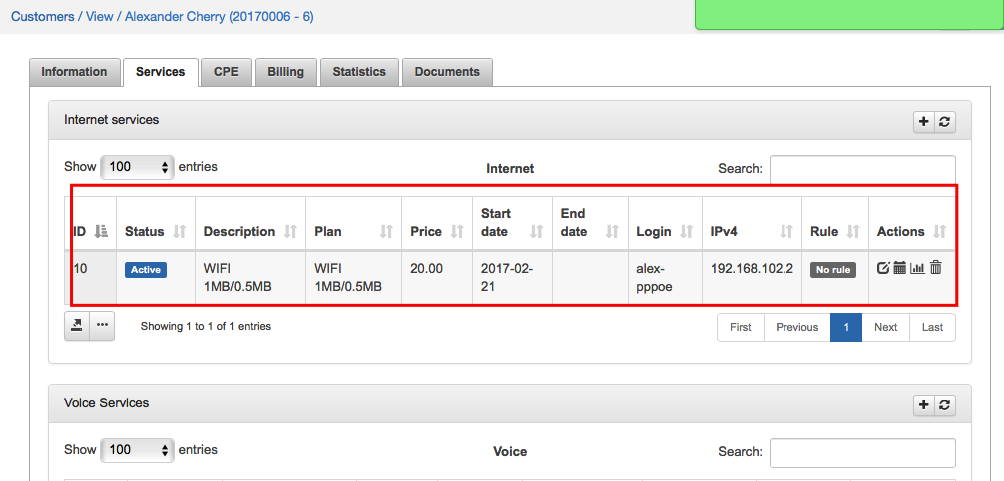 Customers / View / Alexander Cherry (20170006 - 6)
Information Services CPE Billing Statistics Documents
Internet services
Show 100 entries Internet Search:
ID Status Description Plan Price Start date End date Login IPv4 Rule Actions
10 Active WIFI 1MB/0.5MB WIFI 1MB/0.5MB 20.00 2017-02-21 alex-pppoe 192.168.102.2 No rule
Showing 1 to 1 of 1 entries First Previous 1 Next Last
Voice Services
Show 100 entries Voice Search: